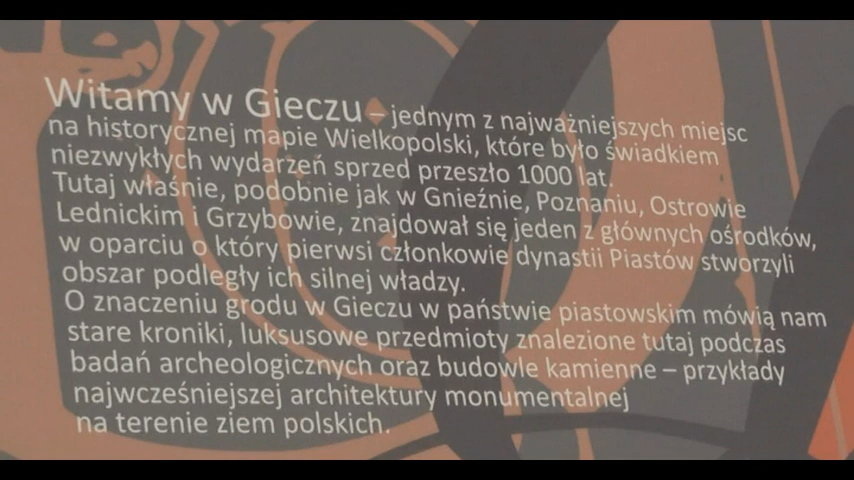 Witamy w Gieczu – jednym z najważniejszych miejsc
na historycznej mapie Wielkopolski, które było świadkiem
niezwykłych wydarzeń sprzed przeszło 1000 lat.
Tutaj właśnie, podobnie jak w Gnieźnie, Poznaniu, Ostrowie
Lednickim i Grzybowie, znajdował się jeden z głównych ośrodków,
w oparciu o który pierwsi członkowie dynastii Piastów stworzyli
obszar podległy ich silnej władzy.
O znaczeniu grodu w Gieczu w państwie piastowskim mówią nam
stare kroniki, luksusowe przedmioty znalezione tutaj podczas
badań archeologicznych oraz budowle kamienne – przykłady
najwcześniejszej architektury monumentalnej
na terenie ziem polskich.